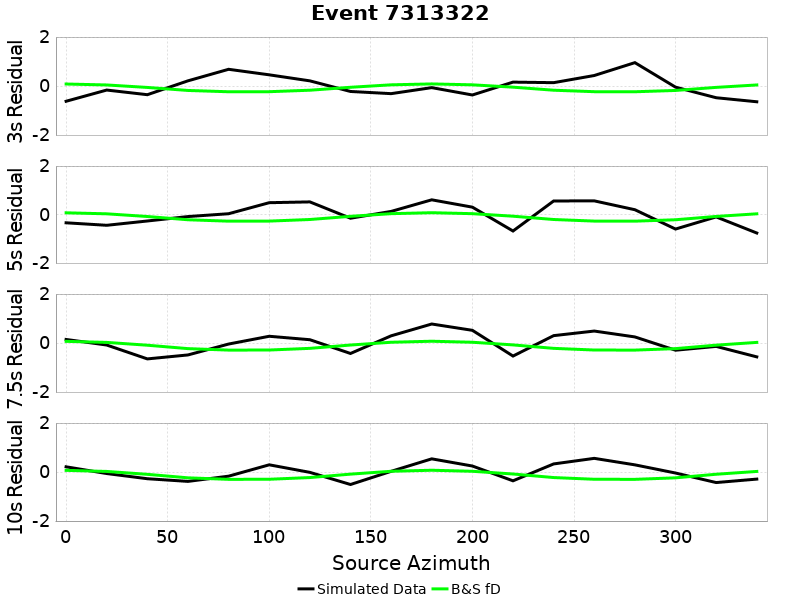 Event 7313322
3s Residual
2
0
-2
5s Residual
2
0
-2
7.5s Residual
2
0
-2
10s Residual
2
0
-2
0 50 100 150 200 250 300
Source Azimuth
Simulated Data B&S fD